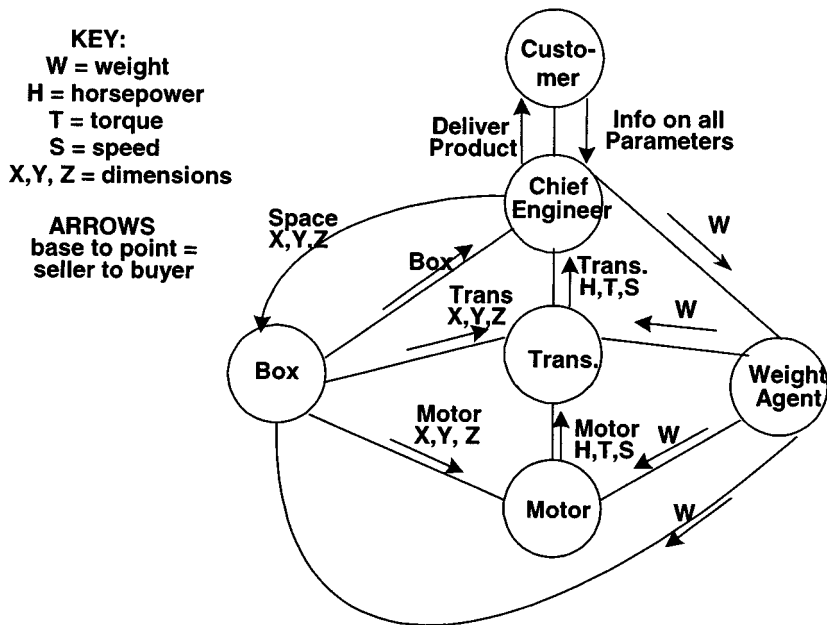 KEY:
W = weight
H = horsepower
T = torque
S = speed
X,Y, Z = dimensions
ARROWS
base to point =
seller to buyer
Custo-
mer
Deliver
Product
Info on all
Parameters
Chief
Engineer
Space
X,Y,Z
W
Box
Trans.
H,T,S
Trans
X,Y,Z
W
Box
Trans.
Weight
Agent
Motor
X,Y, Z
Motor
H,T,S
W
Motor
W